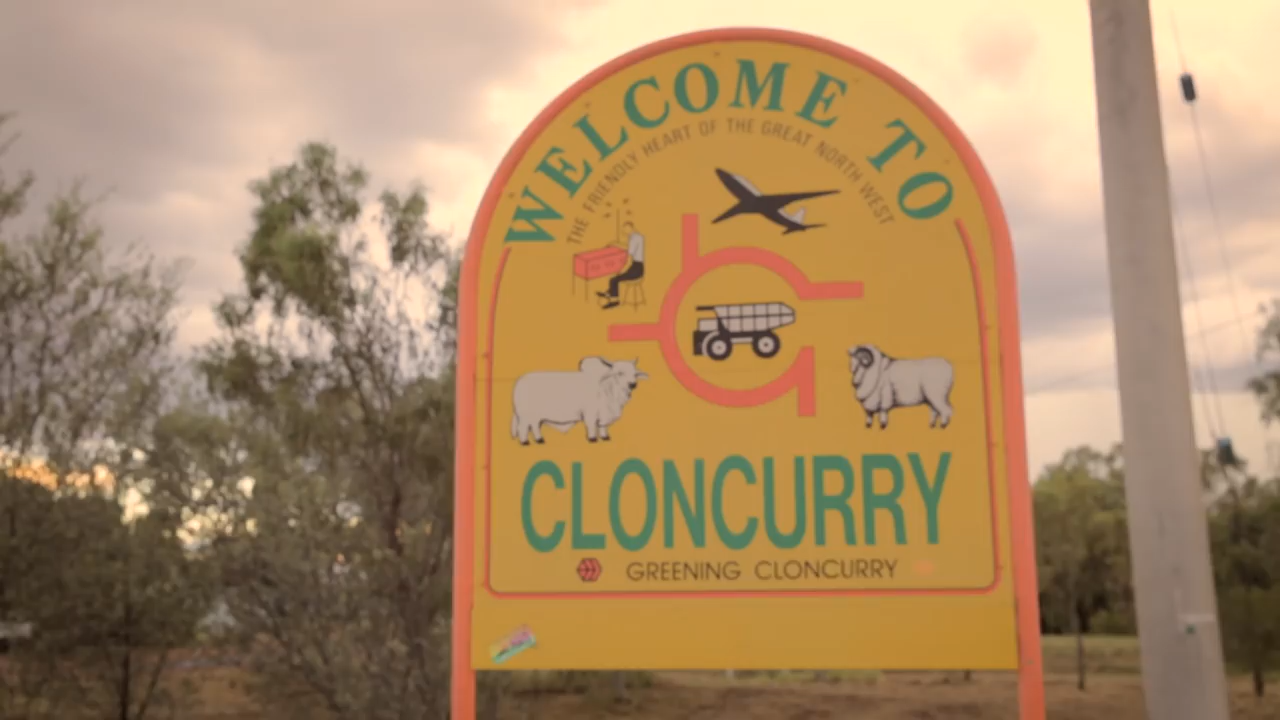 WELCOME TO
THE FRIENDLY HEART OF THE GREAT NORTH WEST
CLONCURRY
GREENING CLONCURRY